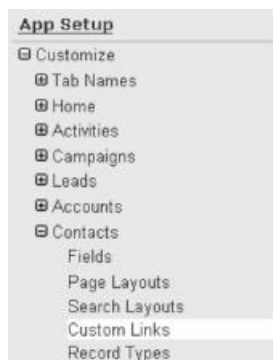 App Setup
Customize
Tab Names
Home
Activities
Campaigns
Leads
Accounts
Contacts
Fields
Page Layouts
Search Layouts
Custom Links
Record Types